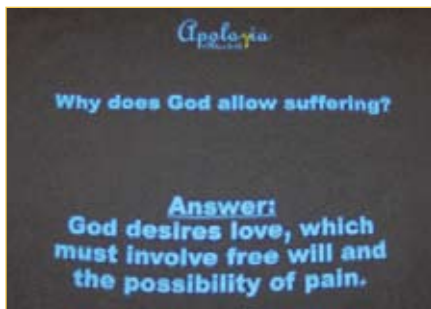 Apologia
Why does God allow suffering?
Answer:
God desires love, which
must involve free will and
the possibility of pain.